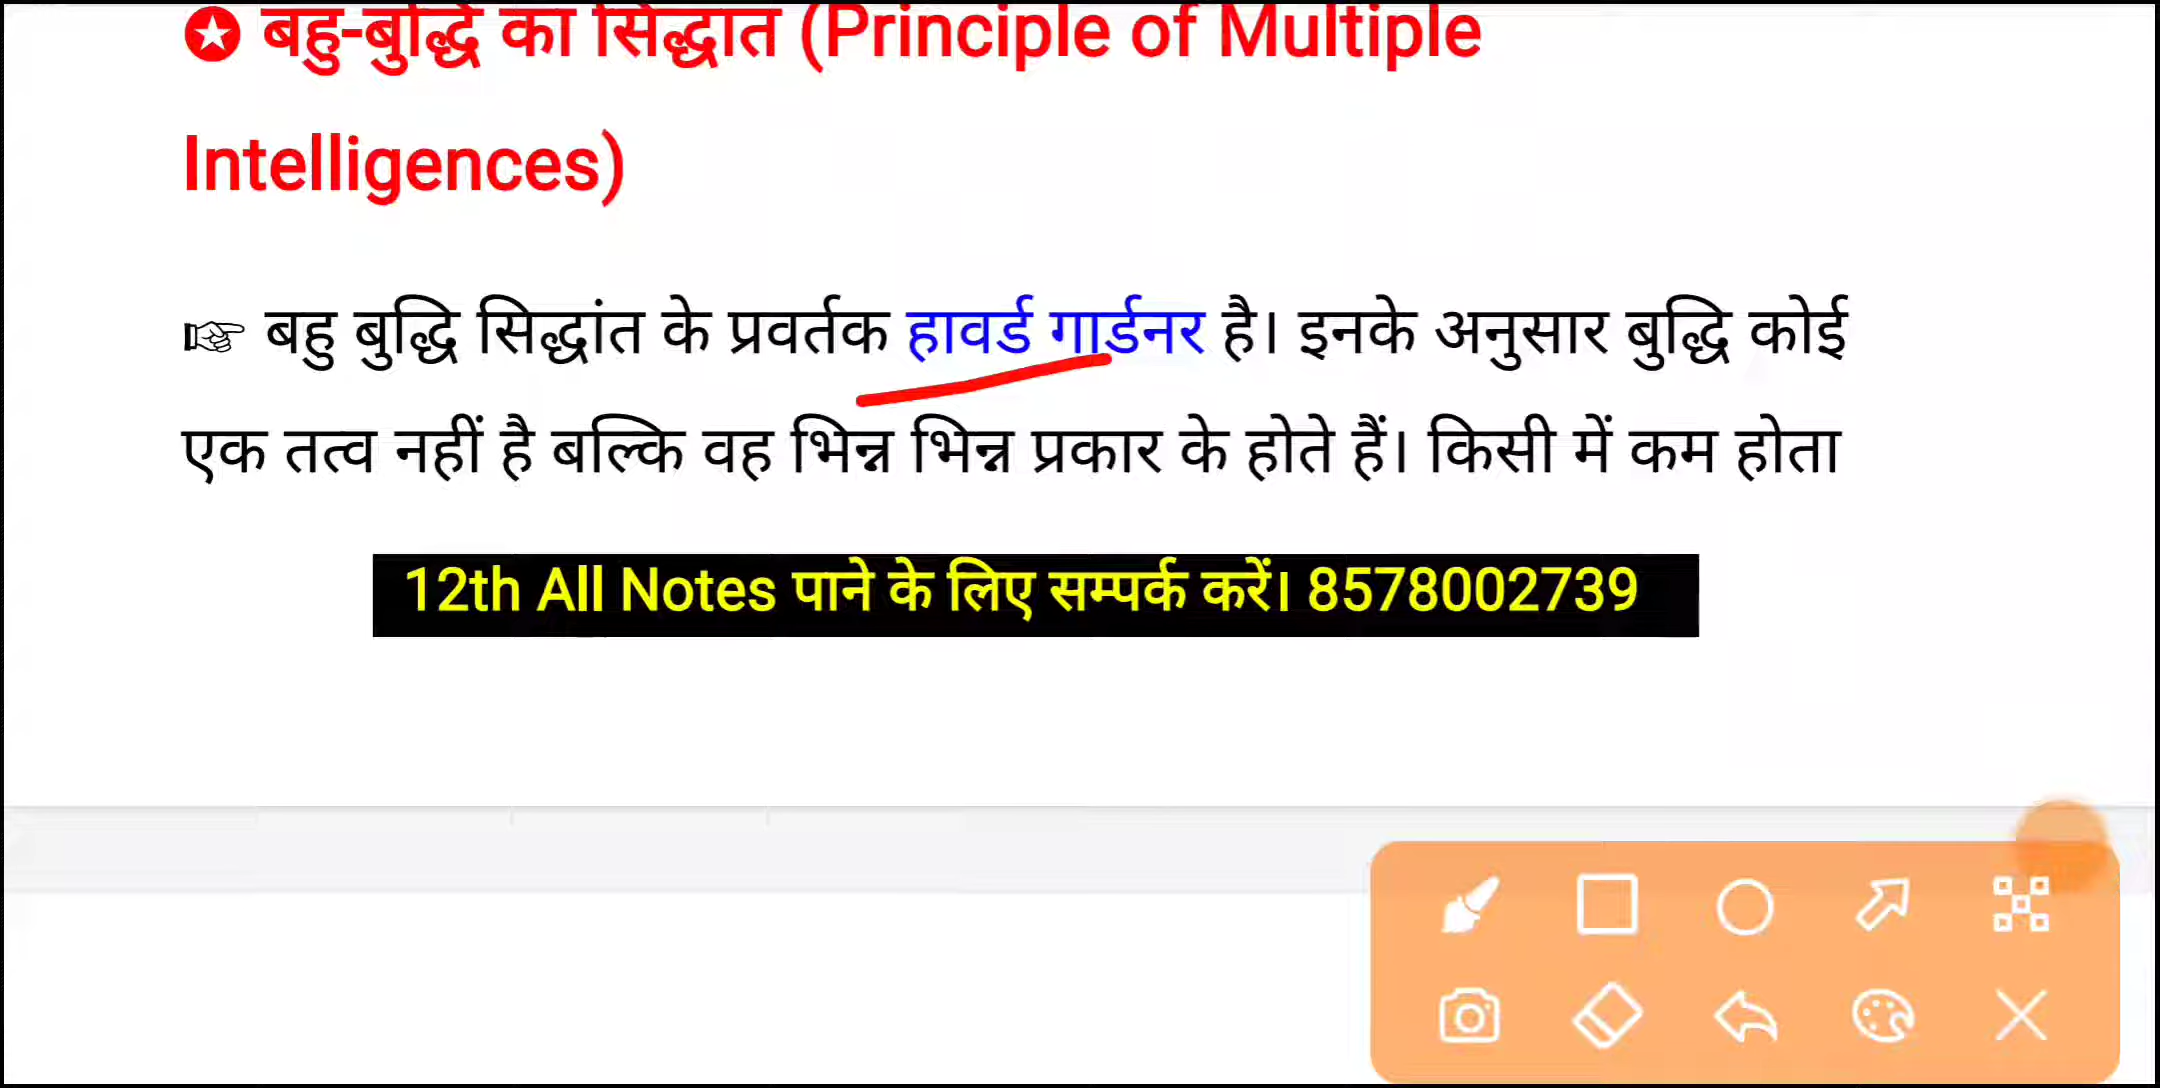 ✪ बहु-बुद्धि का सिद्धांत (Principle of Multiple
Intelligences)
☞ बहु बुद्धि सिद्धांत के प्रवर्तक हावर्ड गार्डनर है। इनके अनुसार बुद्धि कोई
एक तत्व नहीं है बल्कि वह भिन्न भिन्न प्रकार के होते हैं। किसी में कम होता
12th All Notes पाने के लिए सम्पर्क करें। 8578002739